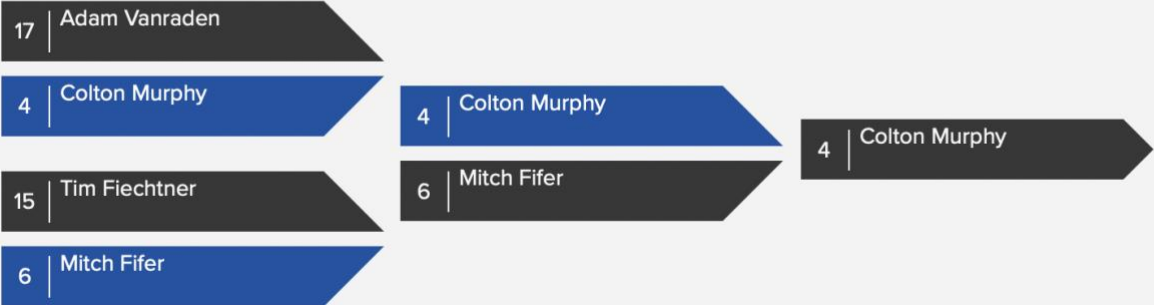 17 Adam Vanraden
4 Colton Murphy
15 Tim Fiechtner
6 Mitch Fifer
4 Colton Murphy
6 Mitch Fifer
4 Colton Murphy